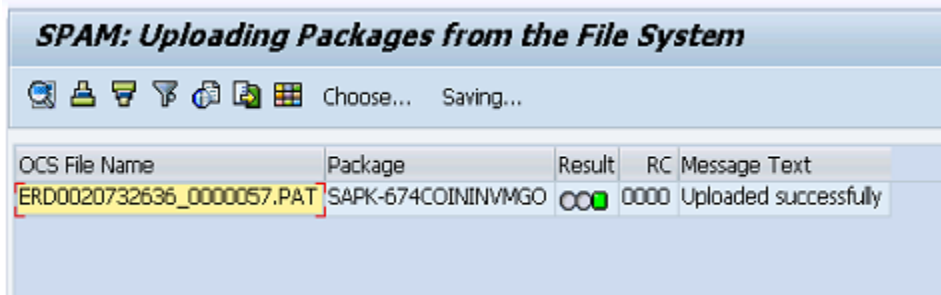 SPAM: Uploading Packages from the File System
Choose... Saving...
OCS File Name Package Result RC Message Text
ERD0020732636_0000057.PAT SAPK-674COININVMGO 0000 Uploaded successfully